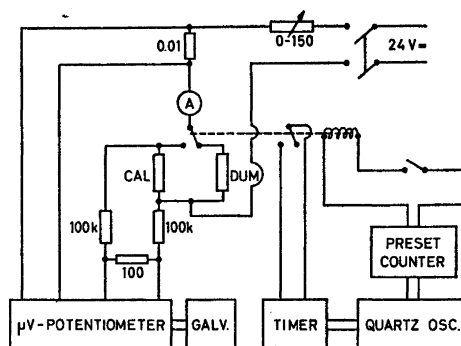 0.01
0-150
24V=
A
CAL
DUM
100k
100k
100
PRESET
COUNTER
µV-POTENTIOMETER
GALV.
TIMER
QUARTZ OSC.